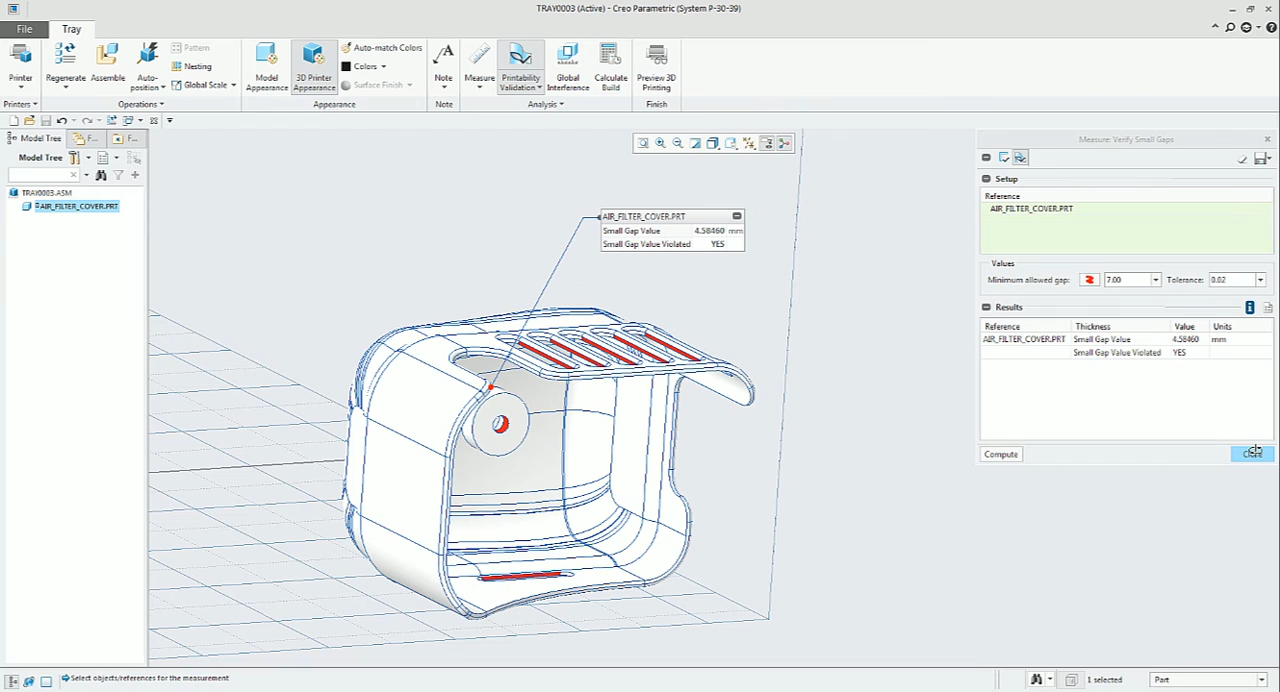 TRAY0003 (Active) - Creo Parametric (System P-30-39)
File Tray
Printer Regenerate Assemble Auto-position Pattern Nesting Global Scale
Model Appearance 3D Printer Appearance Auto-match Colors Colors Surface Finish
Note Measure Printability Validation Global Interference Calculate Build Preview 3D Printing
Printers Operations Appearance Note Analysis Finish
Model Tree F... F...
Model Tree
TRAY0003.ASM
AIR_FILTER_COVER.PRT
AIR_FILTER_COVER.PRT
Small Gap Value 4.58460 mm
Small Gap Value Violated YES
Measure: Verify Small Gaps
Setup
Reference
AIR_FILTER_COVER.PRT
Values
Minimum allowed gap: 7.00 Tolerance: 0.02
Results
Reference Thickness Value Units
AIR_FILTER_COVER.PRT Small Gap Value 4.58460 mm
Small Gap Value Violated YES
Compute
Select objects/references for the measurement
1 selected Part